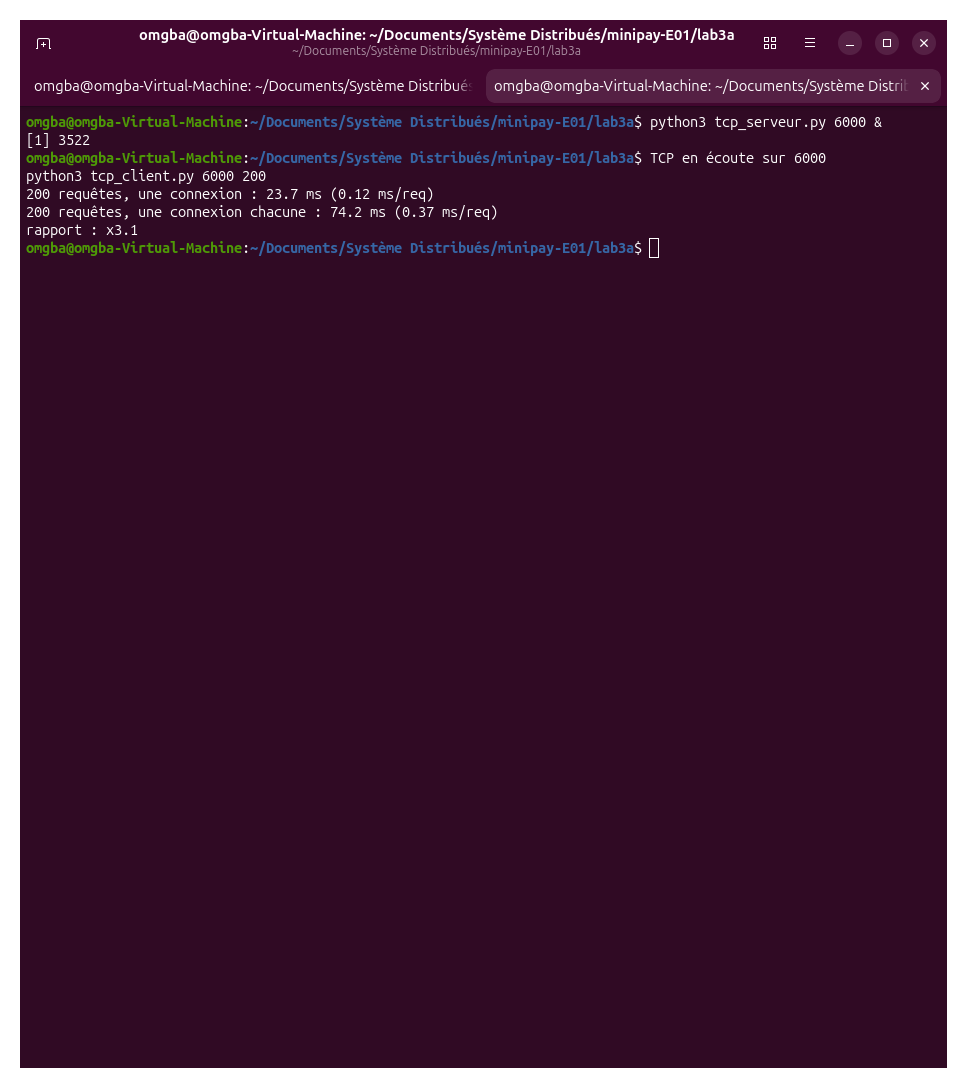 omgba@omgba-Virtual-Machine: ~/Documents/Système Distribués/minipay-E01/lab3a
~/Documents/Système Distribués/minipay-E01/lab3a
omgba@omgba-Virtual-Machine: ~/Documents/Système Distribués
omgba@omgba-Virtual-Machine: ~/Documents/Système Distrib
omgba@omgba-Virtual-Machine:~/Documents/Système Distribués/minipay-E01/lab3a$ python3 tcp_serveur.py 6000 &
[1] 3522
omgba@omgba-Virtual-Machine:~/Documents/Système Distribués/minipay-E01/lab3a$ TCP en écoute sur 6000
python3 tcp_client.py 6000 200
200 requêtes, une connexion : 23.7 ms (0.12 ms/req)
200 requêtes, une connexion chacune : 74.2 ms (0.37 ms/req)
rapport : x3.1
omgba@omgba-Virtual-Machine:~/Documents/Système Distribués/minipay-E01/lab3a$